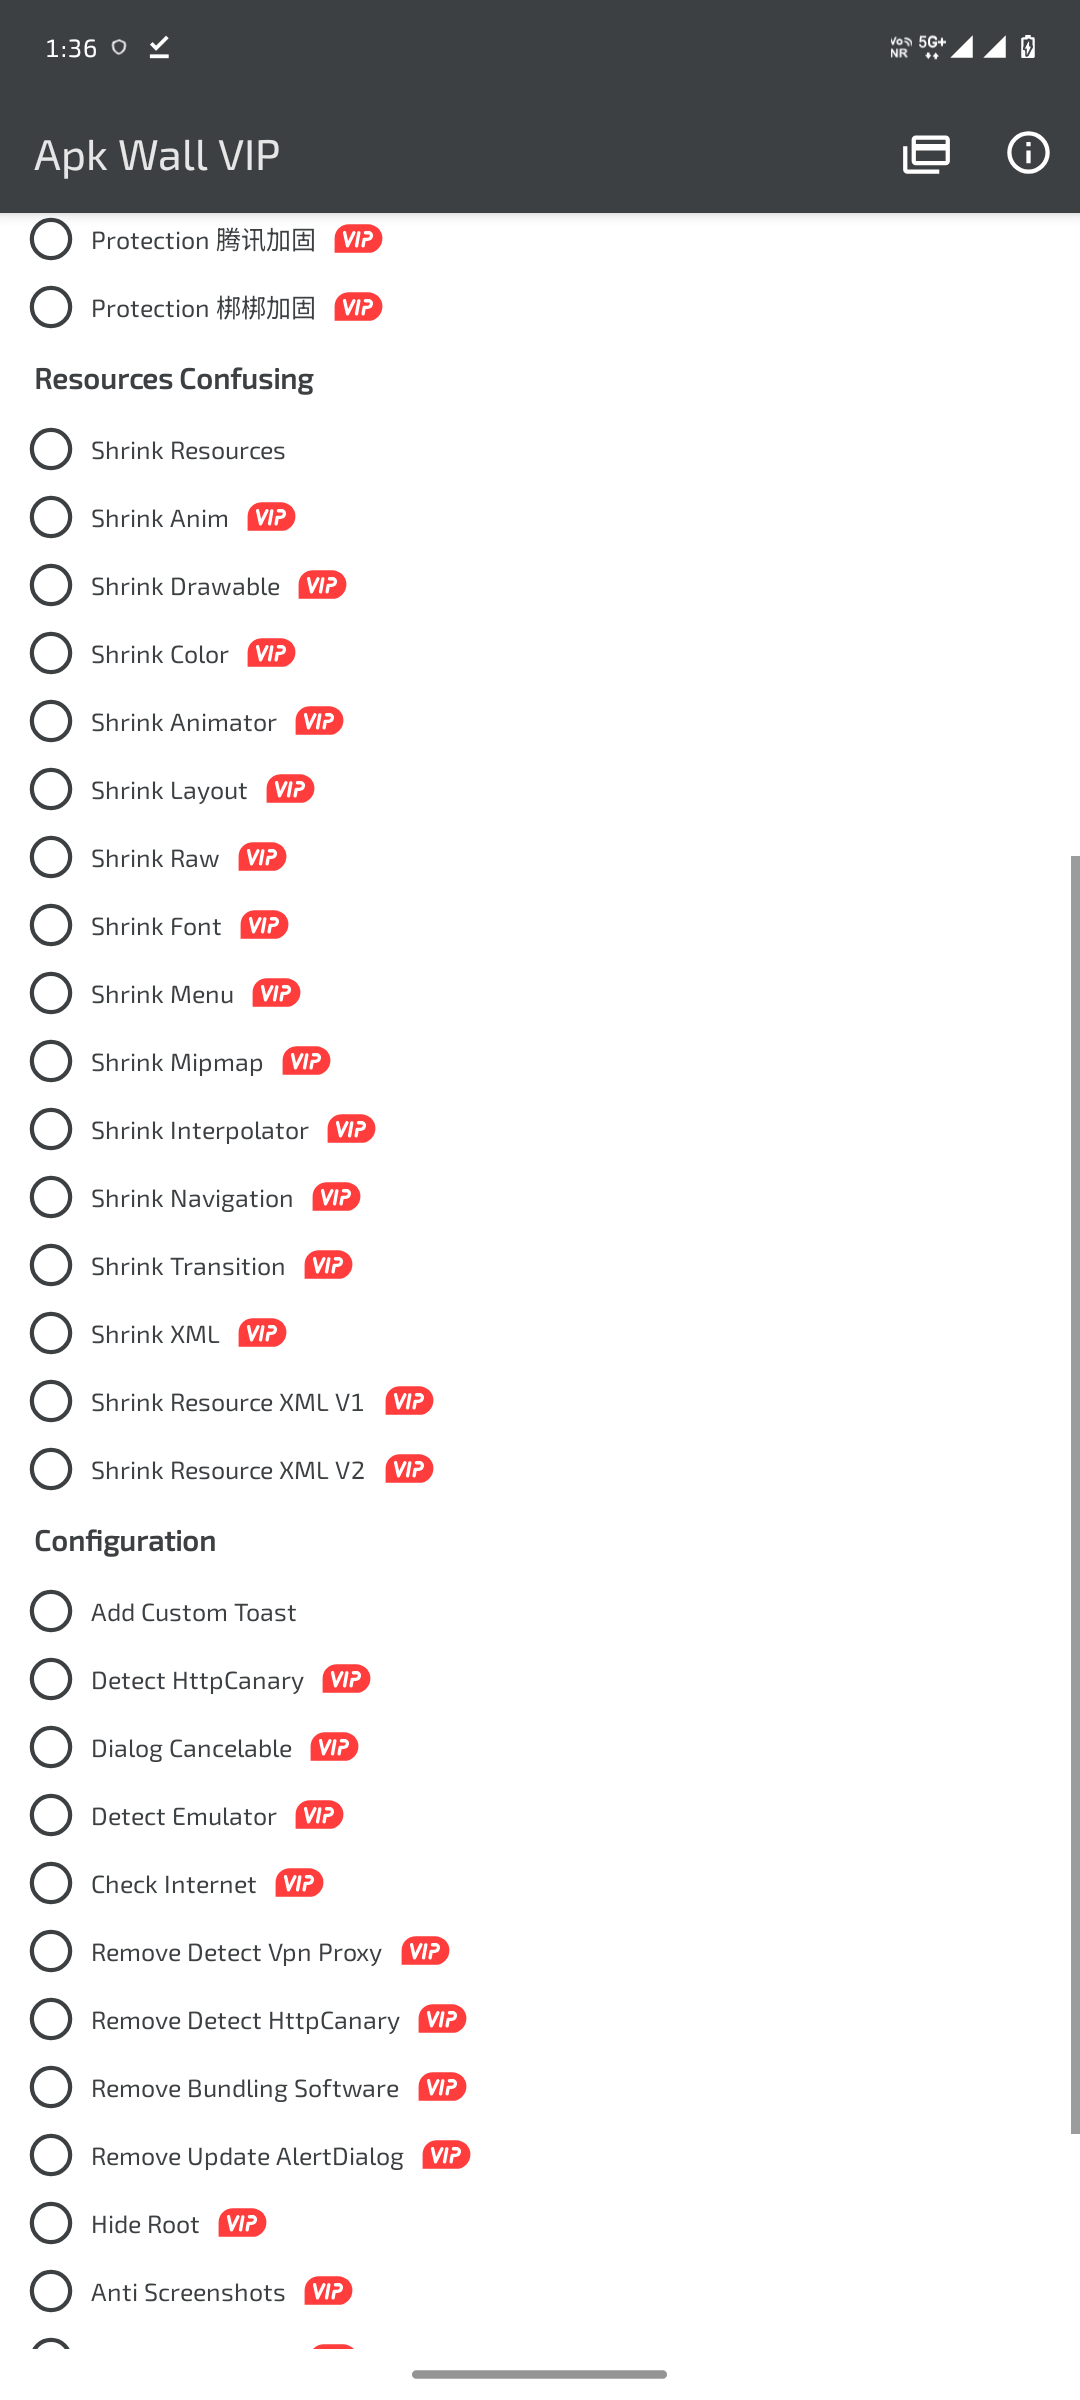 1:36
Vo NR 5G+
Apk Wall VIP
Protection 腾讯加固 VIP
Protection 梆梆加固 VIP
Resources Confusing
Shrink Resources
Shrink Anim VIP
Shrink Drawable VIP
Shrink Color VIP
Shrink Animator VIP
Shrink Layout VIP
Shrink Raw VIP
Shrink Font VIP
Shrink Menu VIP
Shrink Mipmap VIP
Shrink Interpolator VIP
Shrink Navigation VIP
Shrink Transition VIP
Shrink XML VIP
Shrink Resource XML V1 VIP
Shrink Resource XML V2 VIP
Configuration
Add Custom Toast
Detect HttpCanary VIP
Dialog Cancelable VIP
Detect Emulator VIP
Check Internet VIP
Remove Detect Vpn Proxy VIP
Remove Detect HttpCanary VIP
Remove Bundling Software VIP
Remove Update AlertDialog VIP
Hide Root VIP
Anti Screenshots VIP